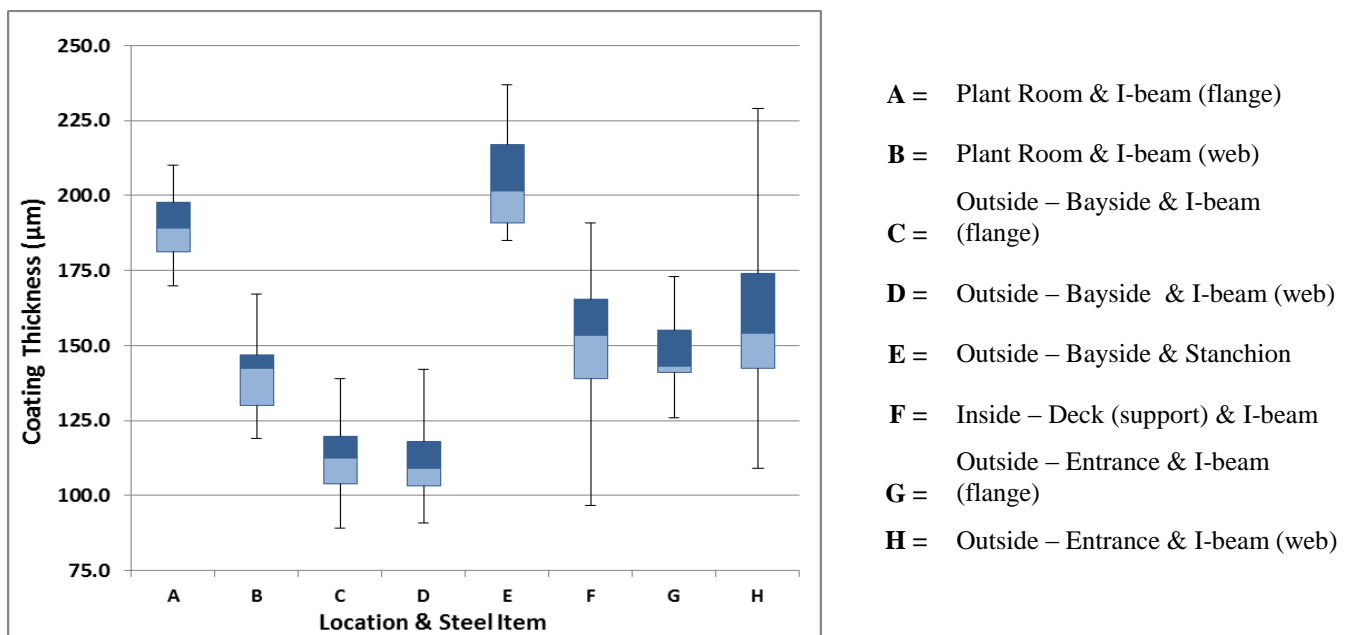 250.0
225.0
200.0
175.0
150.0
125.0
100.0
75.0
Coating Thickness (µm)
A B C D E F G H
Location & Steel Item
A = Plant Room & I-beam (flange)
B = Plant Room & I-beam (web)
Outside – Bayside & I-beam
C = (flange)
D = Outside – Bayside & I-beam (web)
E = Outside – Bayside & Stanchion
F = Inside – Deck (support) & I-beam
Outside – Entrance & I-beam
G = (flange)
H = Outside – Entrance & I-beam (web)